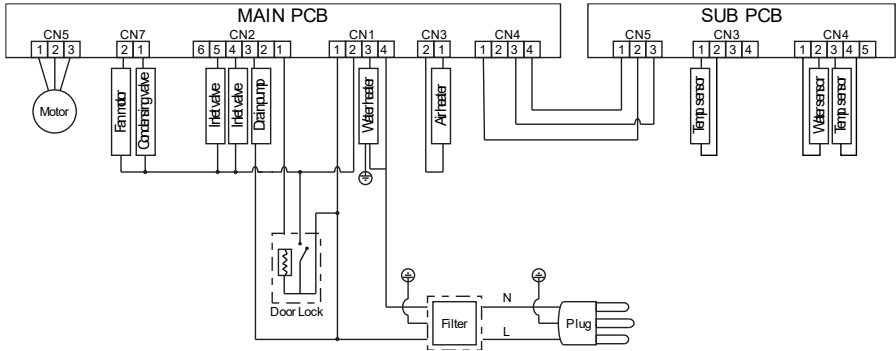 MAIN PCB
SUB PCB
CN5 CN7 CN2 CN1 CN3 CN4 CN5 CN3 CN4
1 2 3 2 1 6 5 4 3 2 1 1 2 3 4 2 1 1 2 3 4 1 2 3 1 2 3 4 1 2 3 4 5
Motor
Fan motor
Condensing valve
Inlet valve
Inlet valve
Drain pump
Water heater
Air heater
Temp sensor
Water sensor
Temp sensor
Door Lock
N
Filter
Plug
L